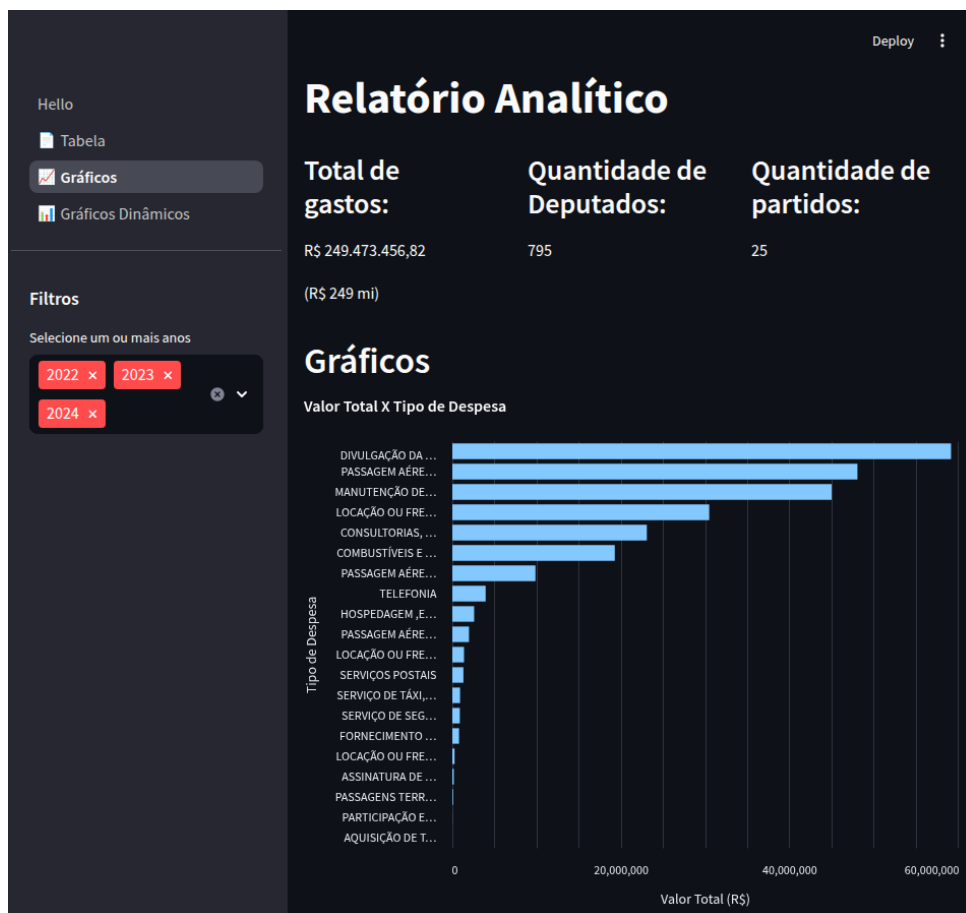 Deploy
Hello
Tabela
Gráficos
Gráficos Dinâmicos
Filtros
Selecione um ou mais anos
2022 ×
2023 ×
2024 ×
Relatório Analítico
Total de
gastos:
R$ 249.473.456,82
(R$ 249 mi)
Quantidade de
Deputados:
795
Quantidade de
partidos:
25
Gráficos
Valor Total X Tipo de Despesa
Tipo de Despesa
DIVULGAÇÃO DA …
PASSAGEM AÉRE…
MANUTENÇÃO DE…
LOCAÇÃO OU FRE…
CONSULTORIAS, …
COMBUSTÍVEIS E …
PASSAGEM AÉRE…
TELEFONIA
HOSPEDAGEM ,E…
PASSAGEM AÉRE…
LOCAÇÃO OU FRE…
SERVIÇOS POSTAIS
SERVIÇO DE TÁXI,…
SERVIÇO DE SEG…
FORNECIMENTO …
LOCAÇÃO OU FRE…
ASSINATURA DE …
PASSAGENS TERR…
PARTICIPAÇÃO E…
AQUISIÇÃO DE T…
0
20,000,000
40,000,000
60,000,000
Valor Total (R$)